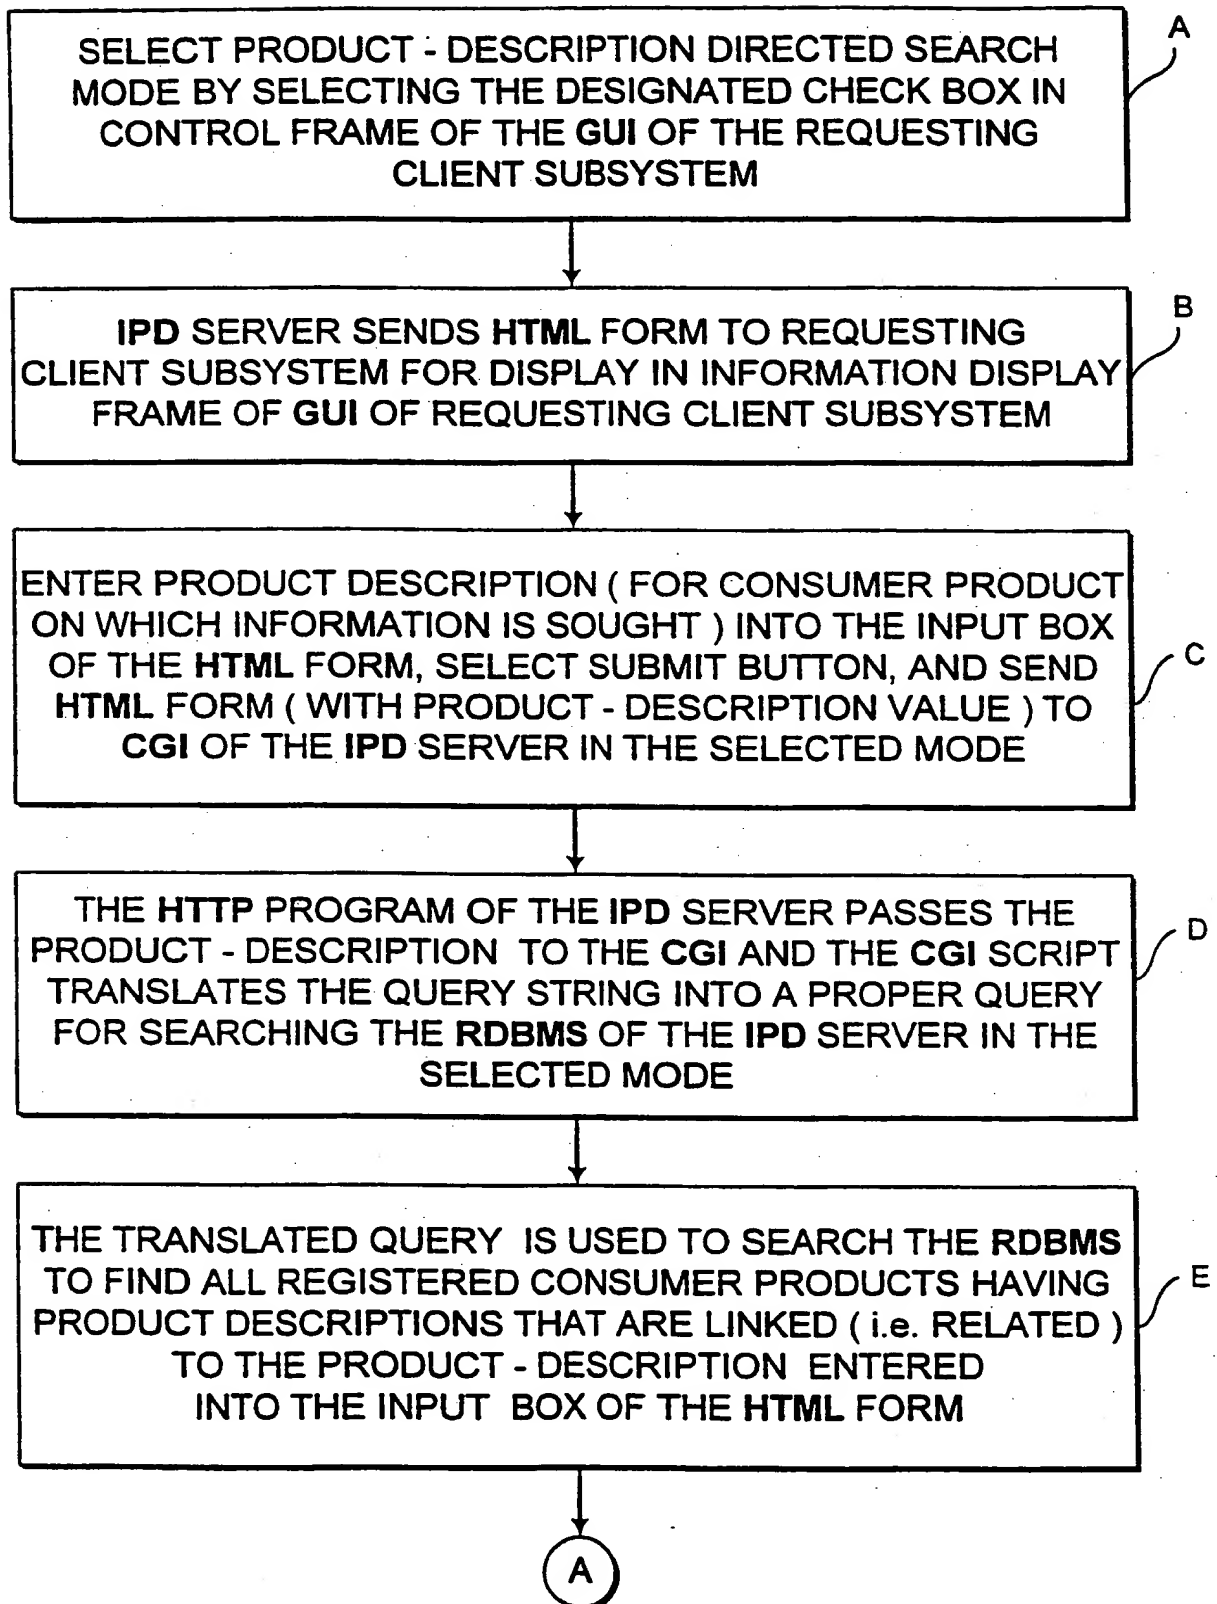 A
SELECT PRODUCT - DESCRIPTION DIRECTED SEARCH
MODE BY SELECTING THE DESIGNATED CHECK BOX IN
CONTROL FRAME OF THE GUI OF THE REQUESTING
CLIENT SUBSYSTEM
B
IPD SERVER SENDS HTML FORM TO REQUESTING
CLIENT SUBSYSTEM FOR DISPLAY IN INFORMATION DISPLAY
FRAME OF GUI OF REQUESTING CLIENT SUBSYSTEM
C
ENTER PRODUCT DESCRIPTION ( FOR CONSUMER PRODUCT
ON WHICH INFORMATION IS SOUGHT ) INTO THE INPUT BOX
OF THE HTML FORM, SELECT SUBMIT BUTTON, AND SEND
HTML FORM ( WITH PRODUCT - DESCRIPTION VALUE ) TO
CGI OF THE IPD SERVER IN THE SELECTED MODE
D
THE HTTP PROGRAM OF THE IPD SERVER PASSES THE
PRODUCT - DESCRIPTION TO THE CGI AND THE CGI SCRIPT
TRANSLATES THE QUERY STRING INTO A PROPER QUERY
FOR SEARCHING THE RDBMS OF THE IPD SERVER IN THE
SELECTED MODE
E
THE TRANSLATED QUERY IS USED TO SEARCH THE RDBMS
TO FIND ALL REGISTERED CONSUMER PRODUCTS HAVING
PRODUCT DESCRIPTIONS THAT ARE LINKED ( i.e. RELATED )
TO THE PRODUCT - DESCRIPTION ENTERED
INTO THE INPUT BOX OF THE HTML FORM
A